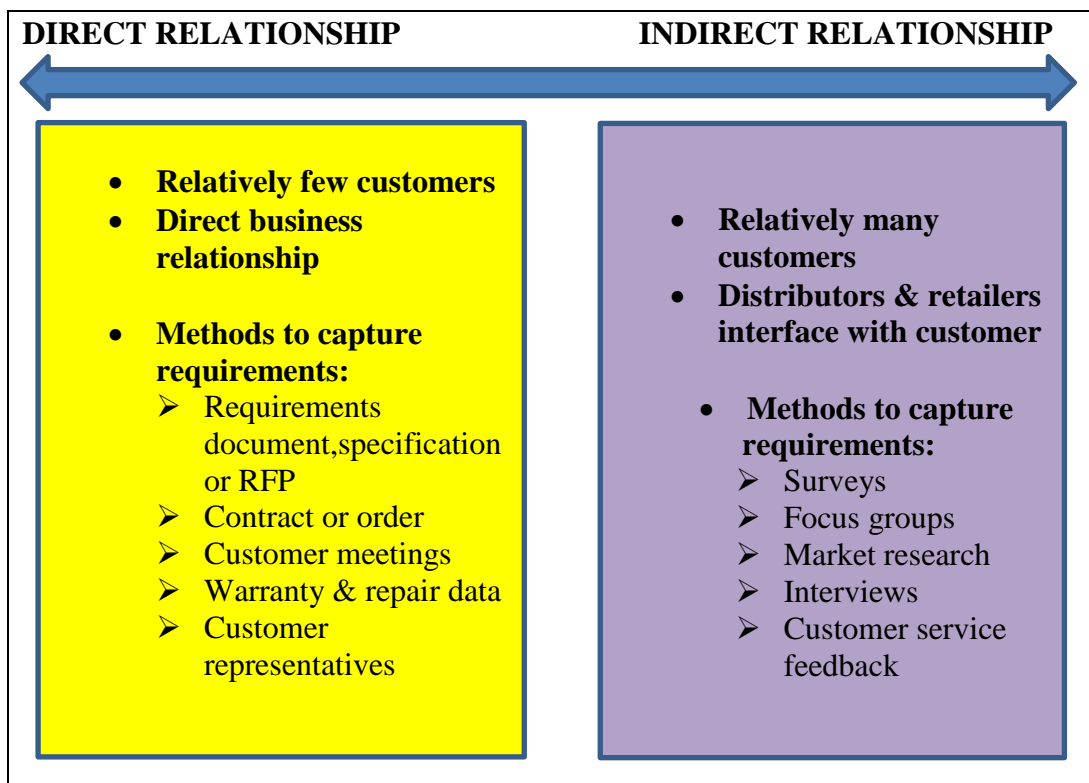 DIRECT RELATIONSHIP
INDIRECT RELATIONSHIP
• Relatively few customers
• Direct business
relationship
• Methods to capture
requirements:
➢ Requirements
document,specification
or RFP
➢ Contract or order
➢ Customer meetings
➢ Warranty & repair data
➢ Customer
representatives
• Relatively many
customers
• Distributors & retailers
interface with customer
• Methods to capture
requirements:
➢ Surveys
➢ Focus groups
➢ Market research
➢ Interviews
➢ Customer service
feedback